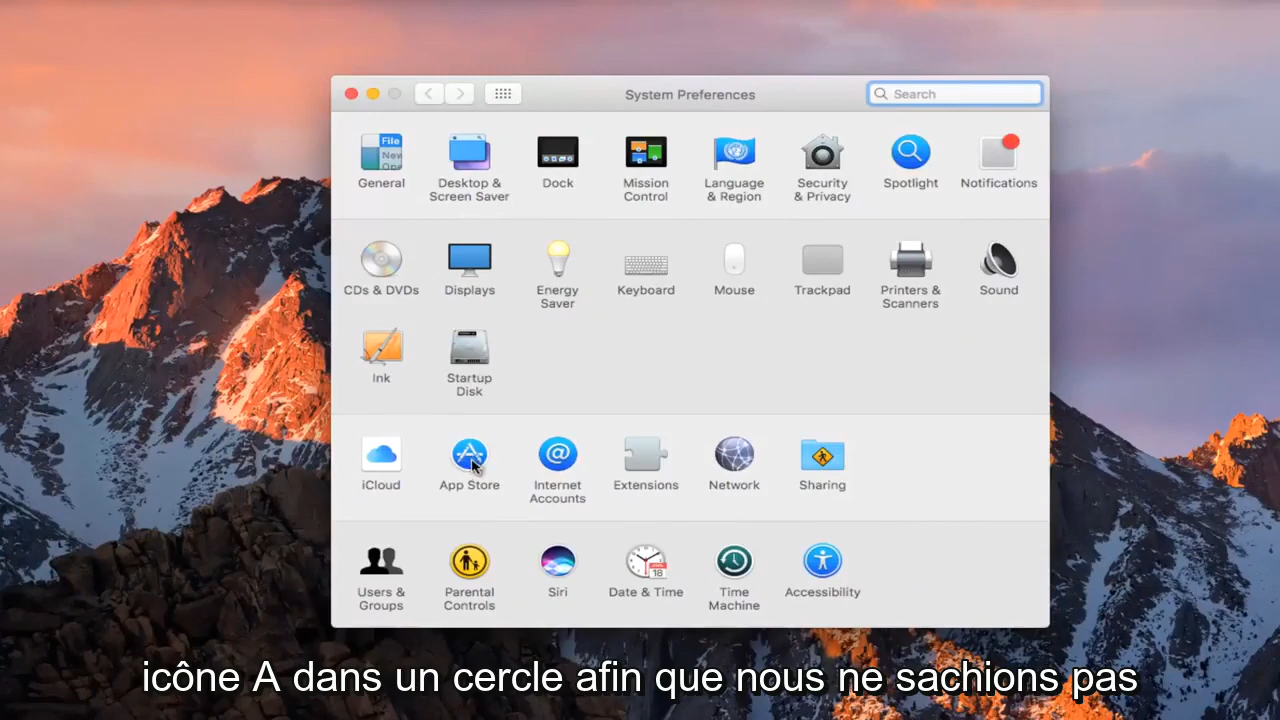 System Preferences
Search
General
Desktop &
Screen Saver
Dock
Mission
Control
Language
& Region
Security
& Privacy
Spotlight
Notifications
CDs & DVDs
Displays
Energy
Saver
Keyboard
Mouse
Trackpad
Printers &
Scanners
Sound
Ink
Startup
Disk
iCloud
App Store
Internet
Accounts
Extensions
Network
Sharing
Users &
Groups
Parental
Controls
Siri
Date & Time
Time
Machine
Accessibility
icône A dans un cercle afin que nous ne sachions pas